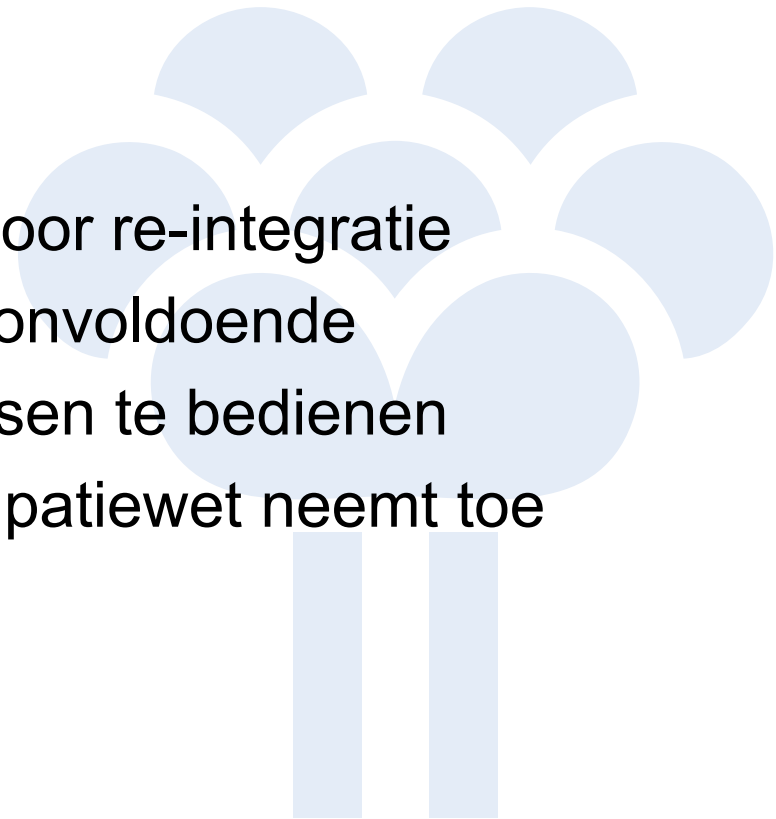 oor re-integratie
onvoldoende
sen te bedienen
patiewet neemt toe